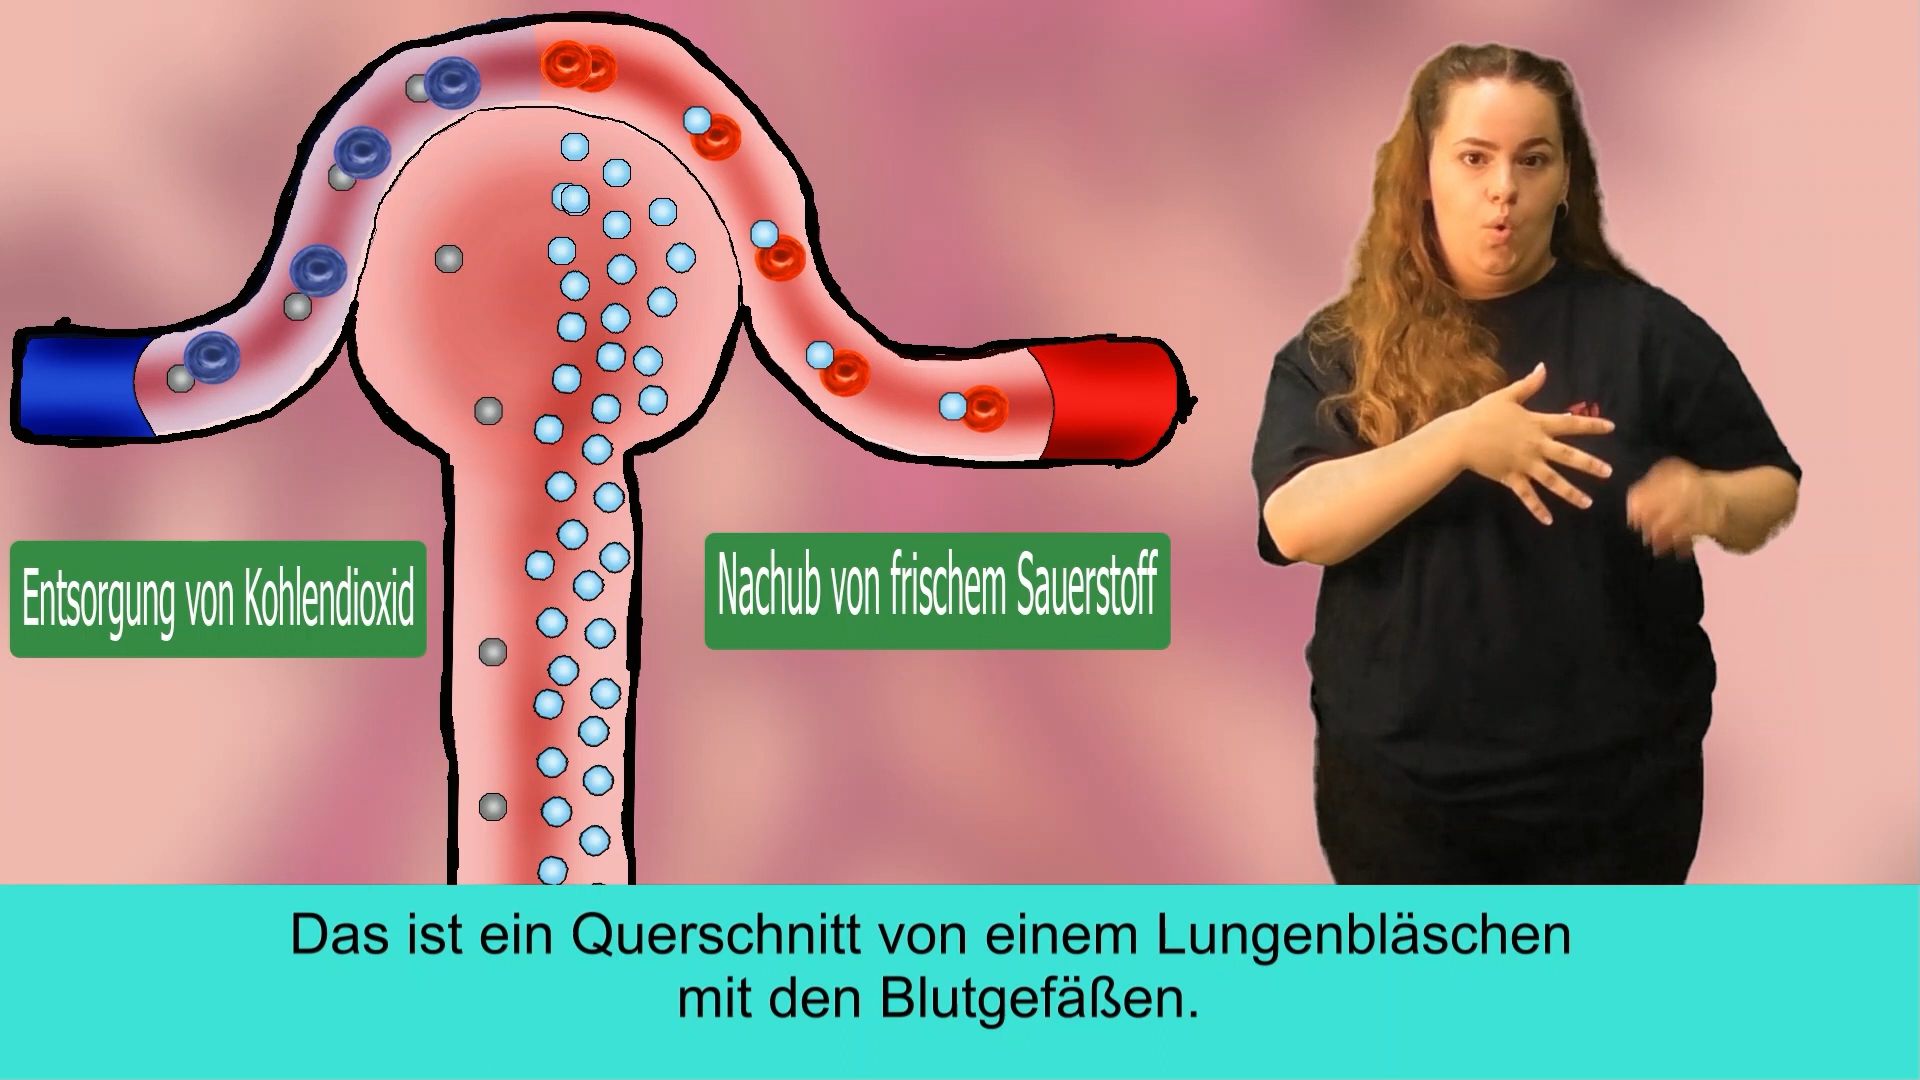 Entsorgung von Kohlendioxid
Nachub von frischem Sauerstoff
Das ist ein Querschnitt von einem Lungenbläschen
mit den Blutgefäßen.